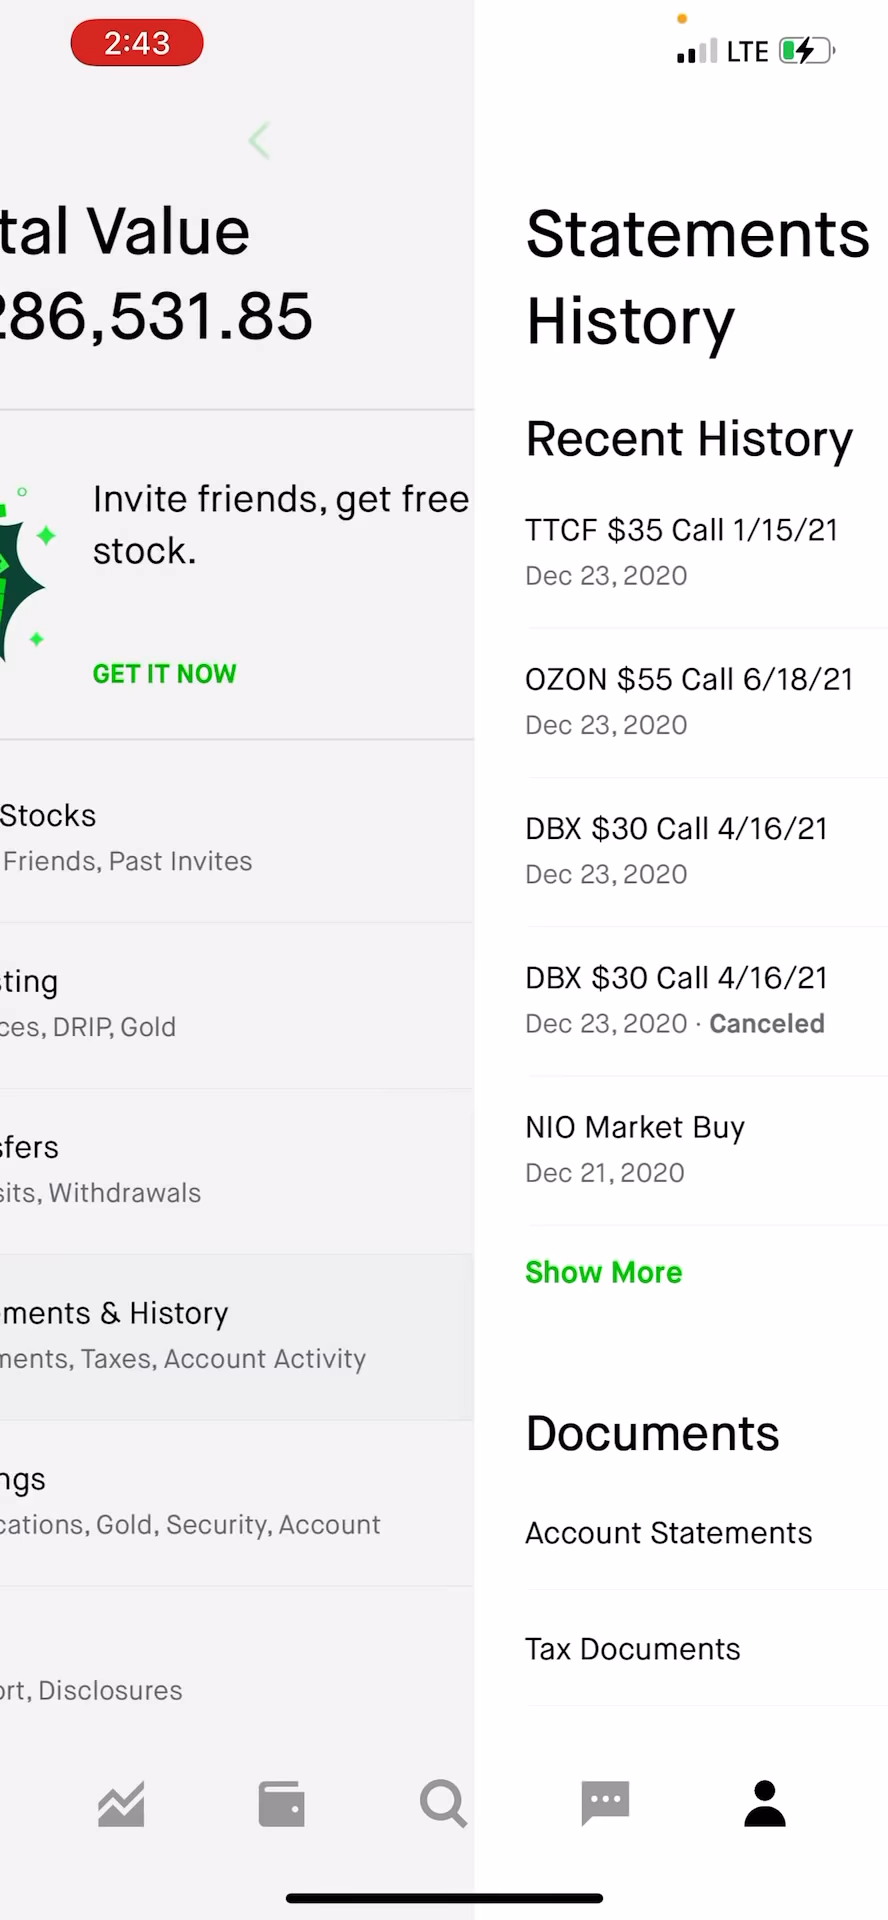 2:43
LTE
tal Value
286,531.85
Invite friends, get free
stock.
GET IT NOW
Stocks
Friends, Past Invites
sting
ces, DRIP, Gold
sfers
sits, Withdrawals
ements & History
ments, Taxes, Account Activity
ngs
cations, Gold, Security, Account
ort, Disclosures
Statements
History
Recent History
TTCF $35 Call 1/15/21
Dec 23, 2020
OZON $55 Call 6/18/21
Dec 23, 2020
DBX $30 Call 4/16/21
Dec 23, 2020
DBX $30 Call 4/16/21
Dec 23, 2020 · Canceled
NIO Market Buy
Dec 21, 2020
Show More
Documents
Account Statements
Tax Documents